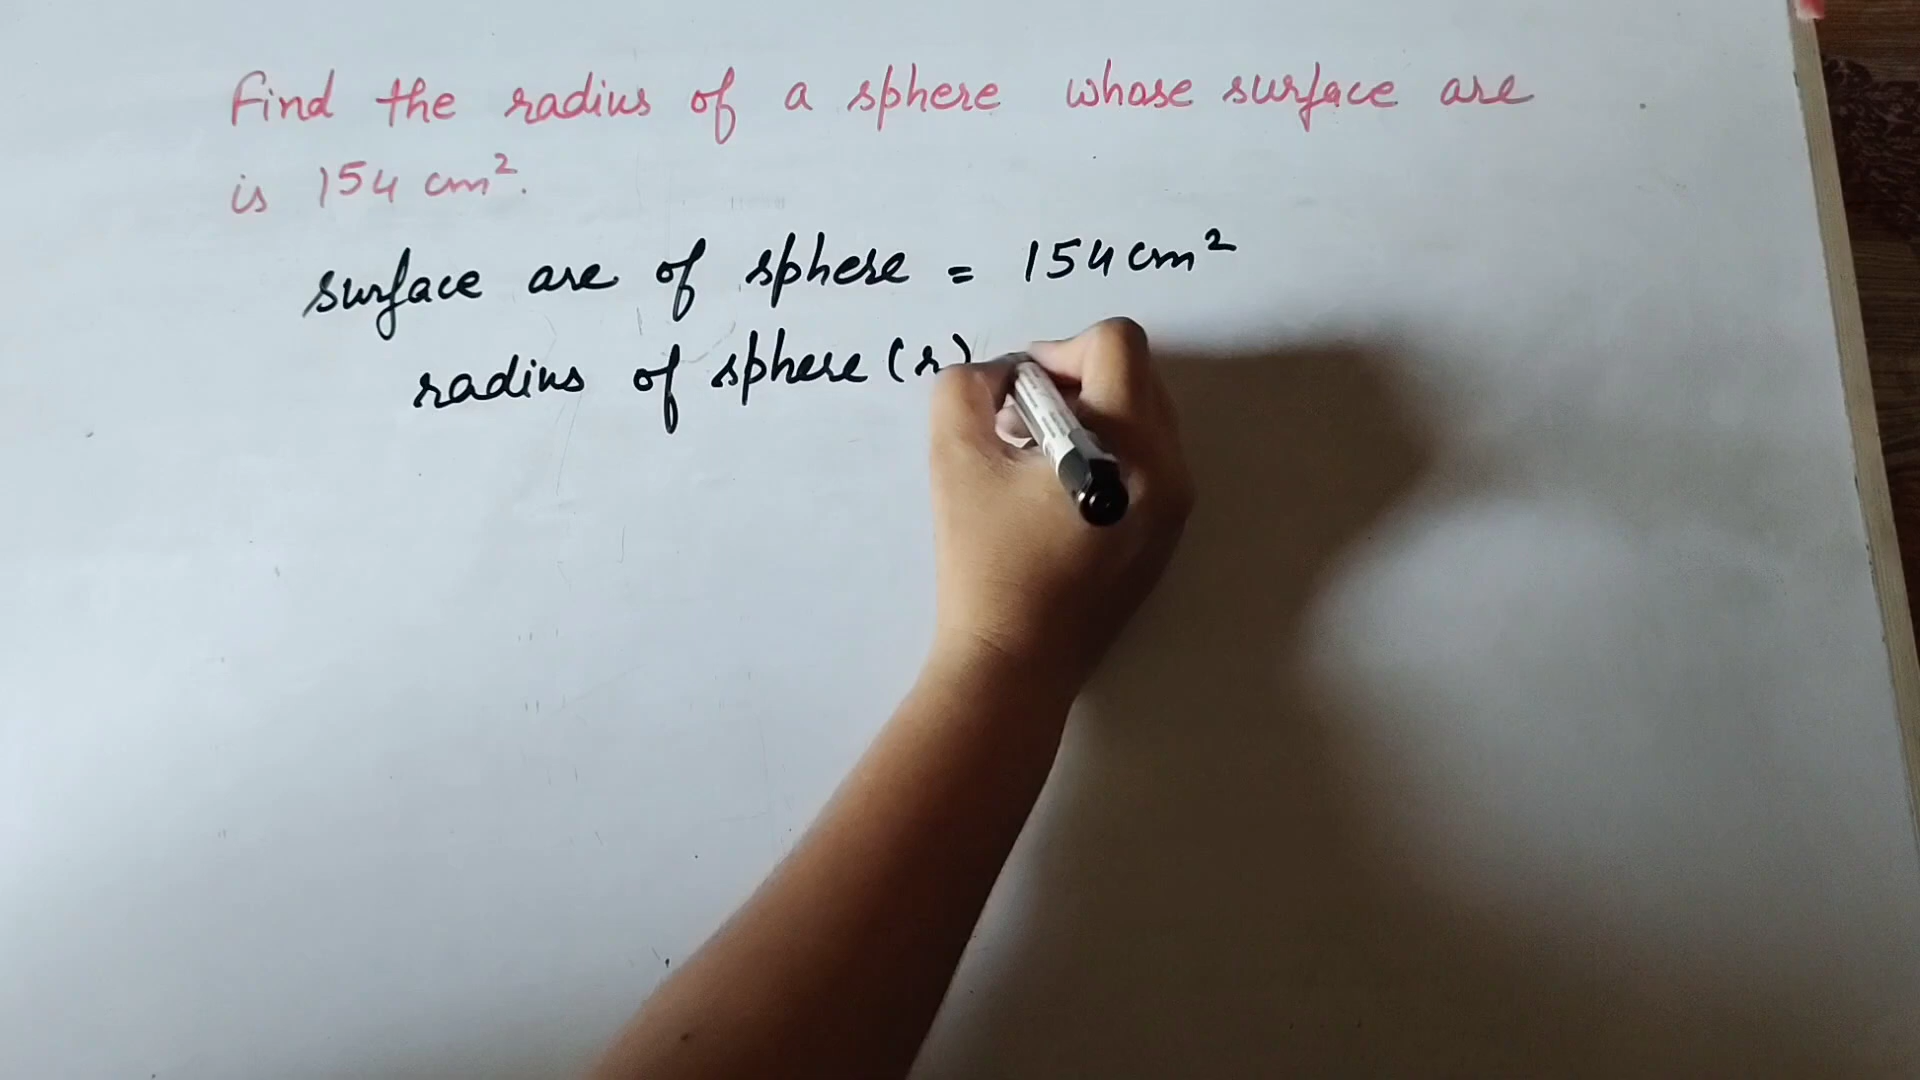 Find the radius of a sphere whose surface are
is 154 cm².
surface are of sphere = 154 cm²
radius of sphere (r)